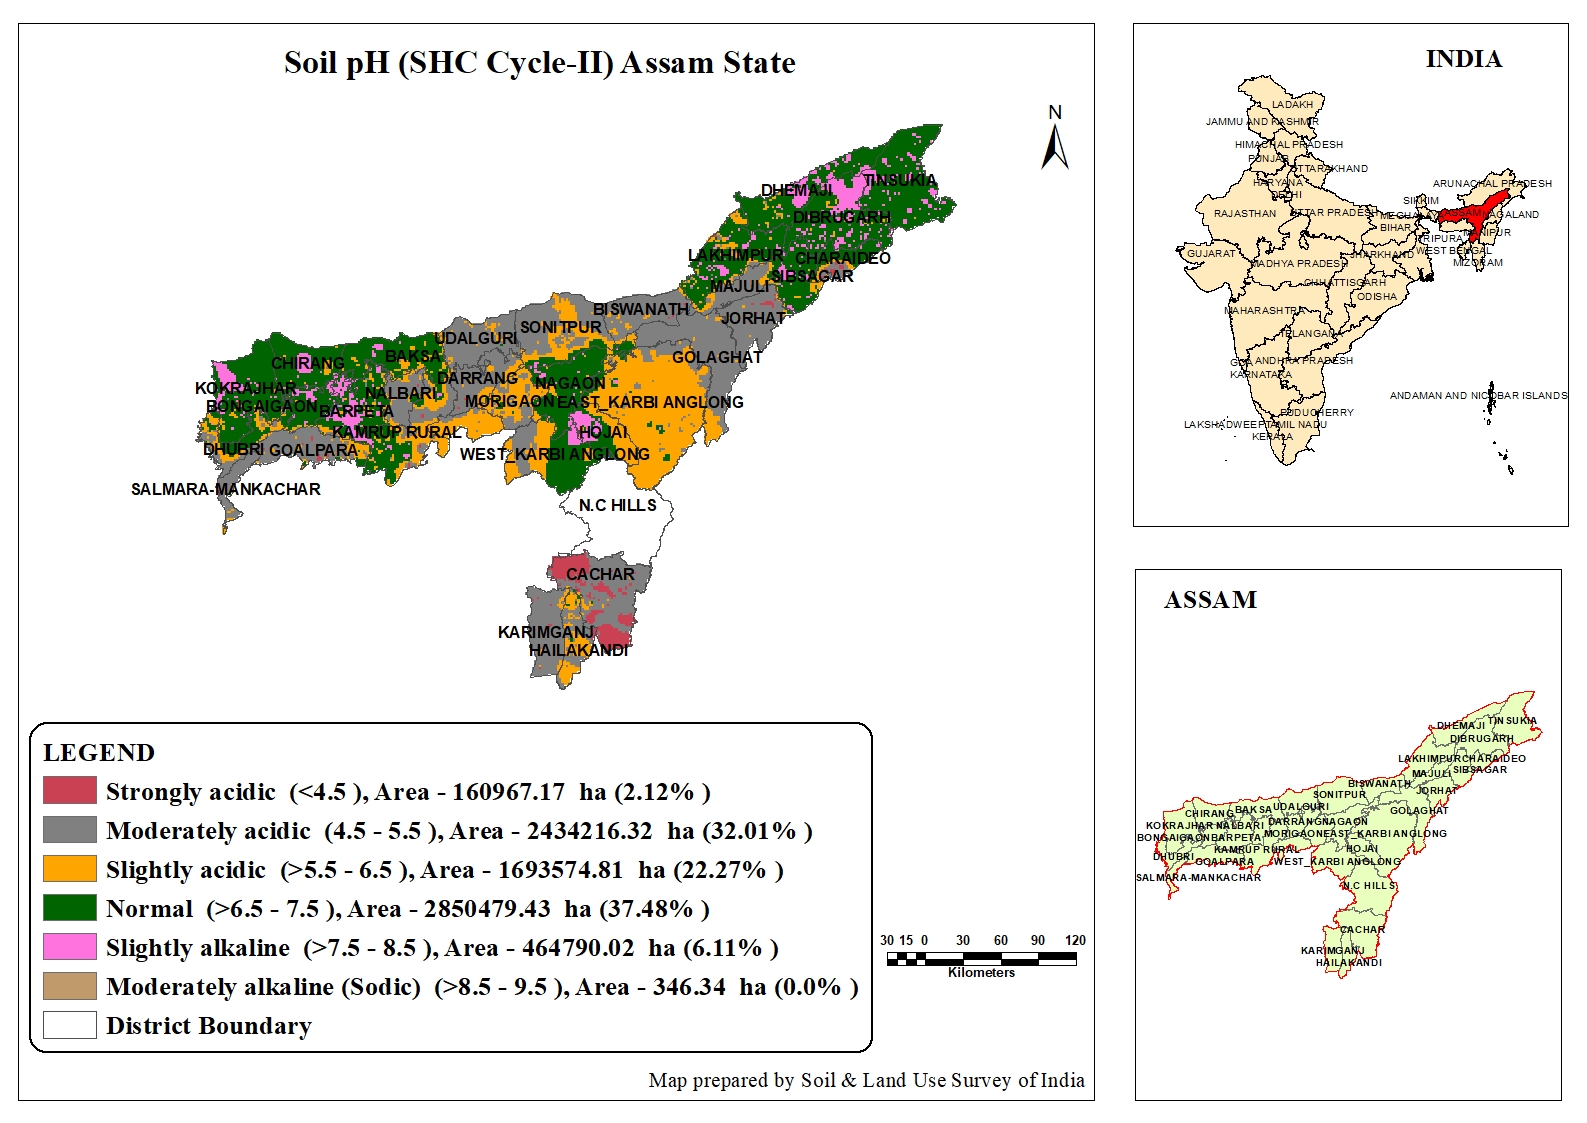 Soil pH (SHC Cycle-II) Assam State
N
DHEMAJI
TINSUKIA
DIBRUGARH
LAKHIMPUR
CHARAIDEO
SIBSAGAR
MAJULI
BISWANATH
JORHAT
SONITPUR
UDALGURI
GOLAGHAT
CHIRANG
BAKSA
DARRANG
NAGAON
KOKRAJHAR
NALBARI
MORIGAON
EAST_KARBI ANGLONG
BONGAIGAON
BARPETA
KAMRUP RURAL
HOJAI
DHUBRI
GOALPARA
WEST_KARBI ANGLONG
SALMARA-MANKACHAR
N.C HILLS
CACHAR
KARIMGANJ
HAILAKANDI
LEGEND
Strongly acidic (<4.5 ), Area - 160967.17 ha (2.12% )
Moderately acidic (4.5 - 5.5 ), Area - 2434216.32 ha (32.01% )
Slightly acidic (>5.5 - 6.5 ), Area - 1693574.81 ha (22.27% )
Normal (>6.5 - 7.5 ), Area - 2850479.43 ha (37.48% )
Slightly alkaline (>7.5 - 8.5 ), Area - 464790.02 ha (6.11% )
Moderately alkaline (Sodic) (>8.5 - 9.5 ), Area - 346.34 ha (0.0% )
District Boundary
30 15 0 30 60 90 120
Kilometers
Map prepared by Soil & Land Use Survey of India
INDIA
LADAKH
JAMMU AND KASHMIR
HIMACHAL PRADESH
PUNJAB
UTTARAKHAND
HARYANA
DELHI
ARUNACHAL PRADESH
SIKKIM
RAJASTHAN
UTTAR PRADESH
MEGHALAYA
ASSAM
NAGALAND
BIHAR
MANIPUR
TRIPURA
WEST BENGAL
GUJARAT
MADHYA PRADESH
JHARKHAND
MIZORAM
CHHATTISGARH
ODISHA
MAHARASHTRA
TELANGANA
GOA
ANDHRA PRADESH
KARNATAKA
ANDAMAN AND NICOBAR ISLANDS
PUDUCHERRY
LAKSHADWEEP
TAMIL NADU
KERALA
ASSAM
DHEMAJI
TINSUKIA
DIBRUGARH
LAKHIMPUR
CHARAIDEO
SIBSAGAR
MAJULI
BISWANATH
JORHAT
SONITPUR
UDALGURI
BAKSA
CHIRANG
GOLAGHAT
KOKRAJHAR
NALBARI
DARRANG
NAGAON
BONGAIGAON
BARPETA
MORIGAON
EAST_KARBI ANGLONG
KAMRUP RURAL
HOJAI
DHUBRI
GOALPARA
WEST_KARBI ANGLONG
SALMARA-MANKACHAR
N.C HILLS
CACHAR
KARIMGANJ
HAILAKANDI